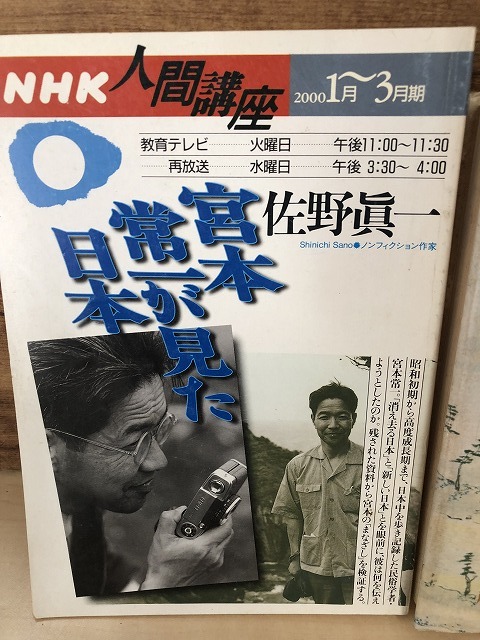 NHK人間講座
2000 1月～3月期
教育テレビ………火曜日………午後11:00～11:30
再放送………水曜日………午後 3:30～ 4:00
佐野眞一
Shinichi Sano●ノンフィクション作家
宮本
常一が見た
日本
昭和初期から高度成長期まで、日本中を歩き記録した民俗学者・
宮本常一。「消え去る日本」と「新しい日本」とを眼前に、彼は何を伝え
ようとしたのか。残された資料から宮本の「まなざし」を検証する。